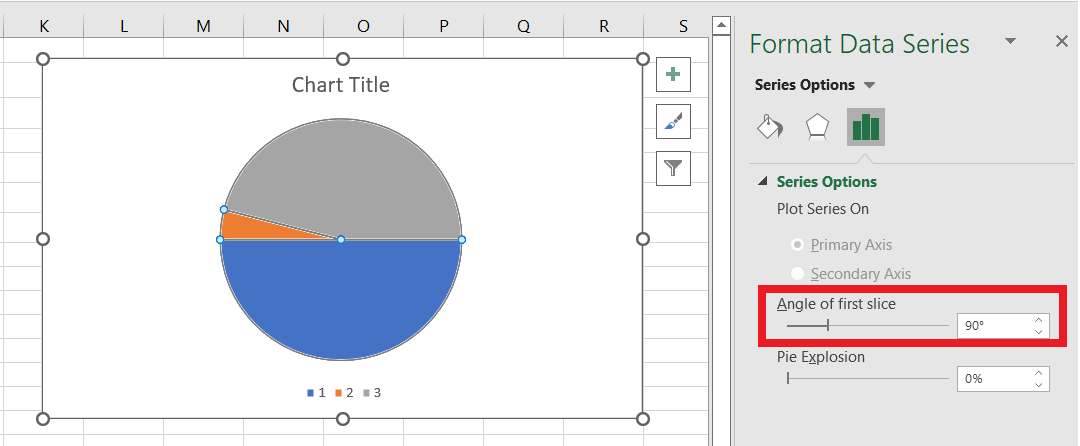 K L M N O P Q R S
Chart Title
1 2 3
Format Data Series
Series Options
Series Options
Plot Series On
Primary Axis
Secondary Axis
Angle of first slice
90°
Pie Explosion
0%